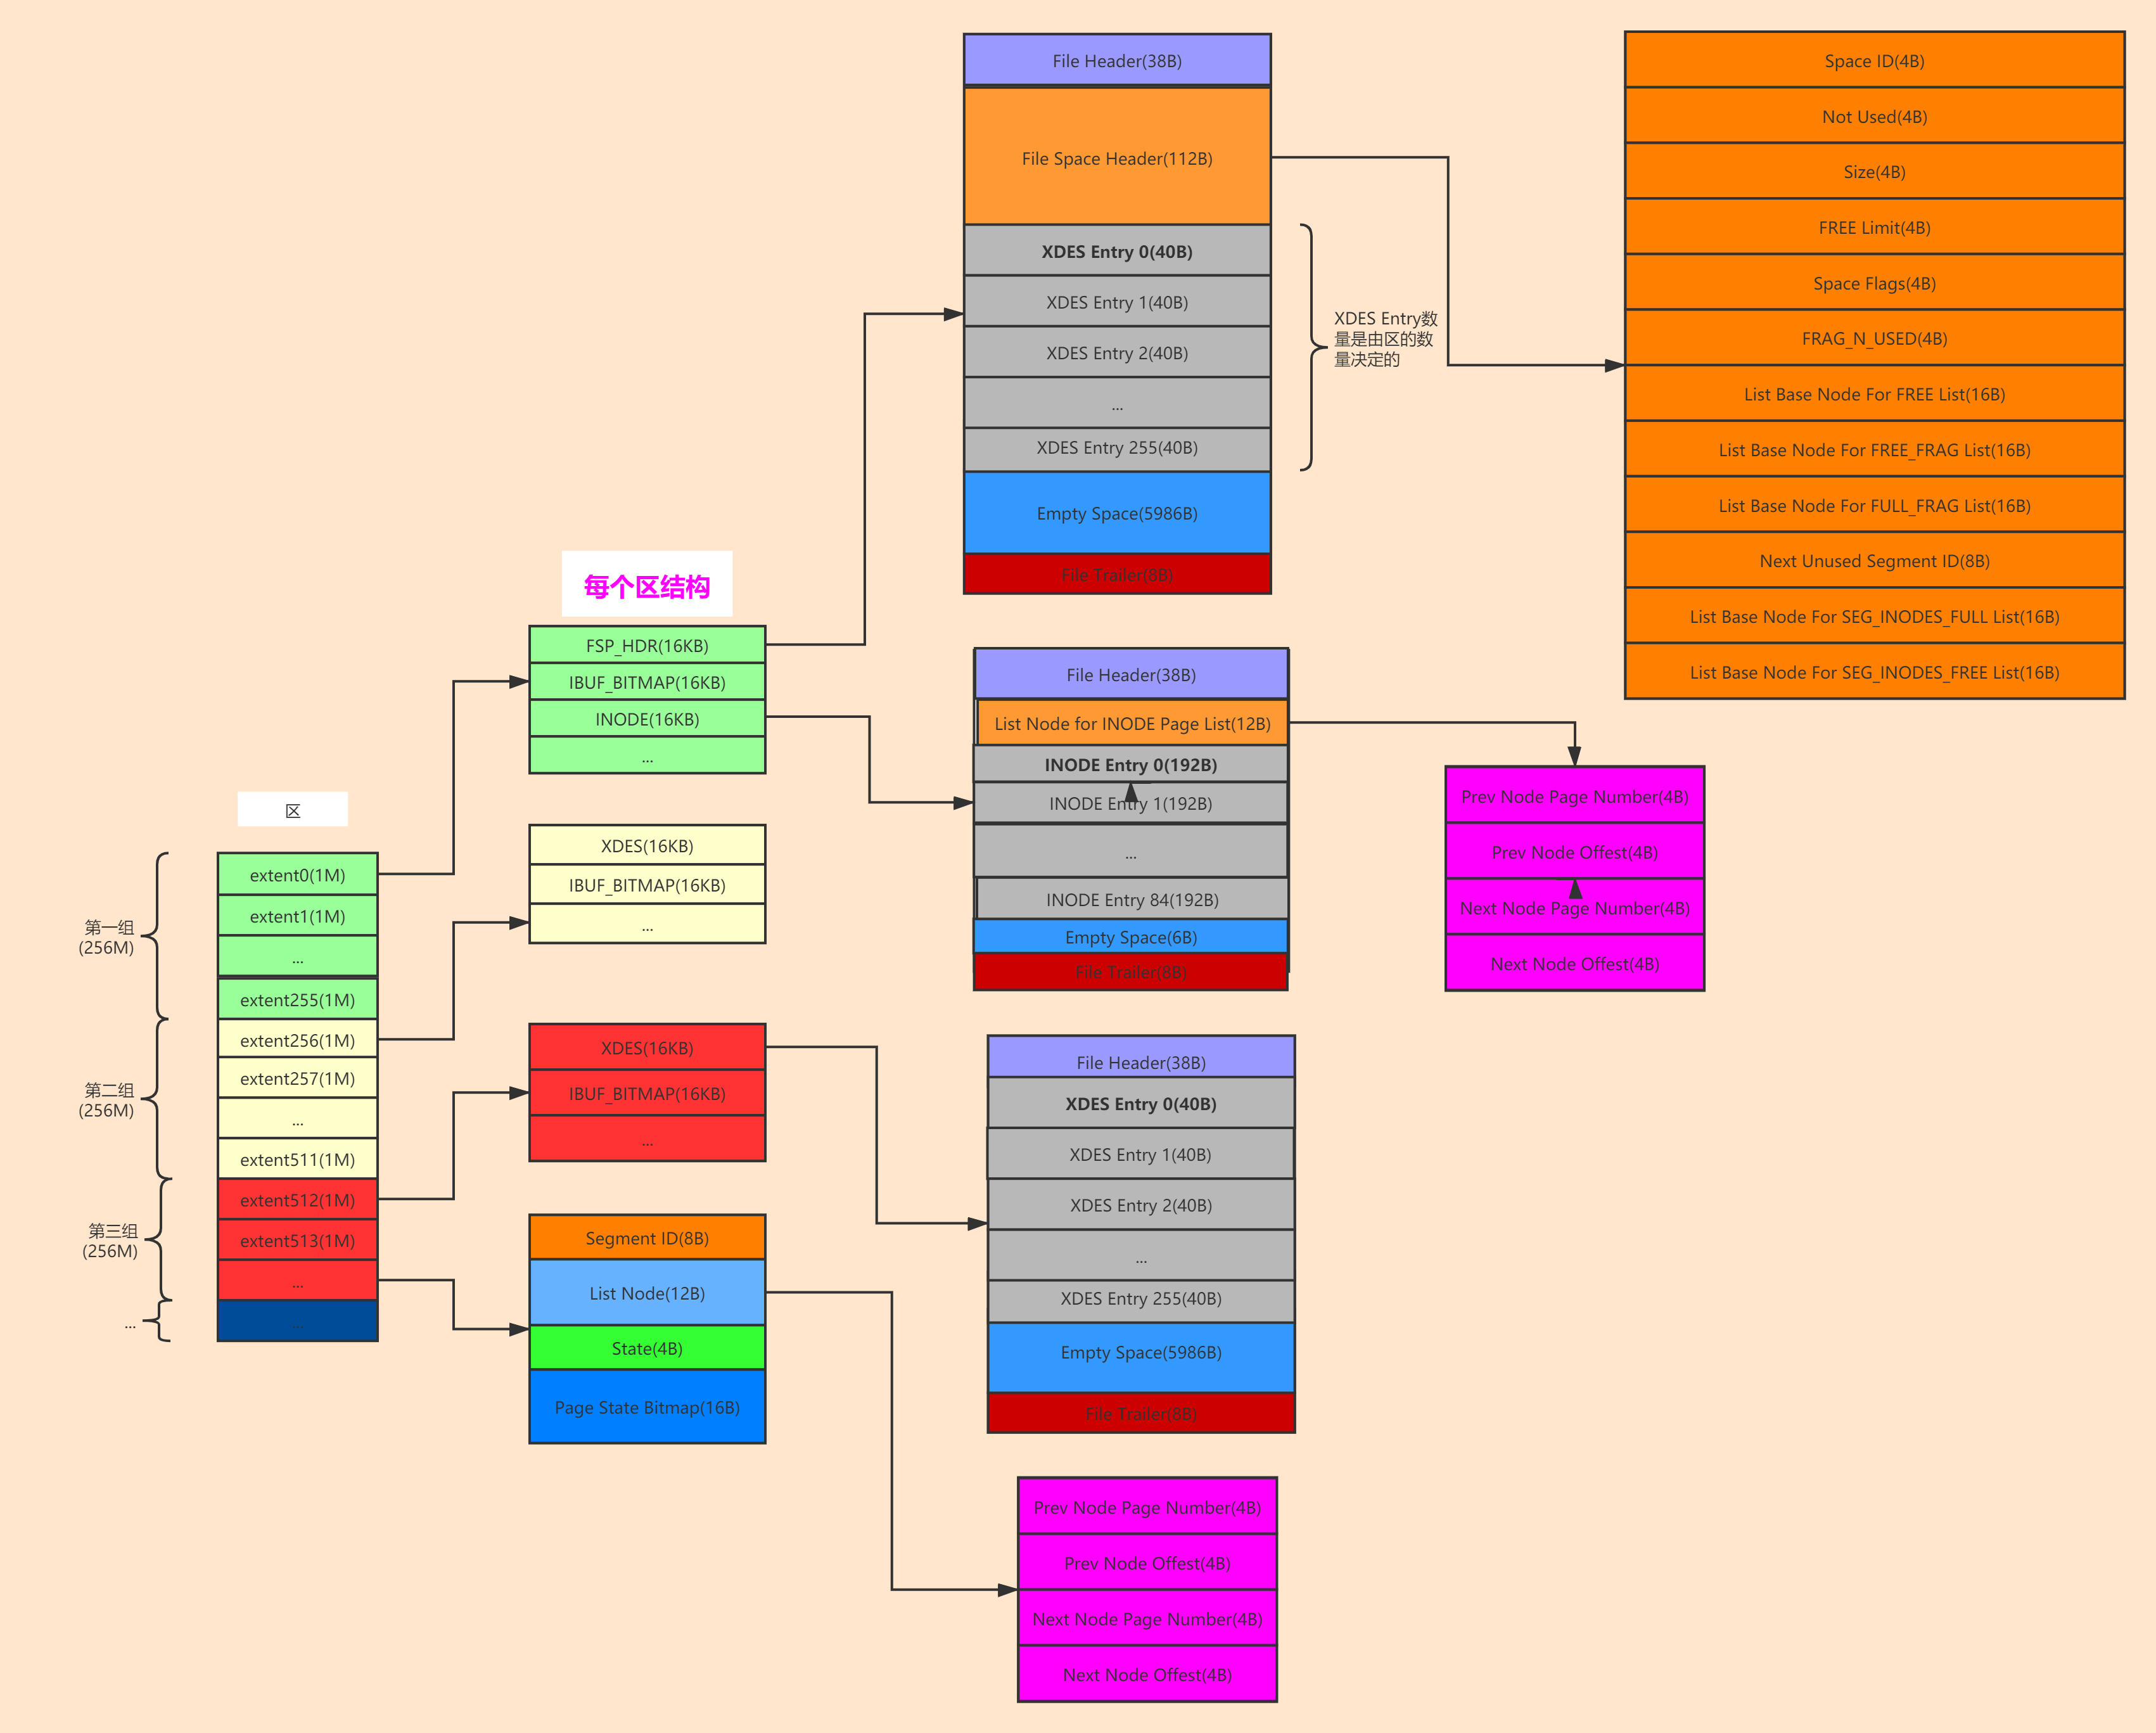 区
第一组
(256M)
第二组
(256M)
第三组
(256M)
...
extent0(1M)
extent1(1M)
...
extent255(1M)
extent256(1M)
extent257(1M)
...
extent511(1M)
extent512(1M)
extent513(1M)
...
...
每个区结构
FSP_HDR(16KB)
IBUF_BITMAP(16KB)
INODE(16KB)
...
XDES(16KB)
IBUF_BITMAP(16KB)
...
XDES(16KB)
IBUF_BITMAP(16KB)
...
Segment ID(8B)
List Node(12B)
State(4B)
Page State Bitmap(16B)
File Header(38B)
File Space Header(112B)
XDES Entry 0(40B)
XDES Entry 1(40B)
XDES Entry 2(40B)
...
XDES Entry 255(40B)
Empty Space(5986B)
File Trailer(8B)
XDES Entry数
量是由区的数
量决定的
File Header(38B)
List Node for INODE Page List(12B)
INODE Entry 0(192B)
INODE Entry 1(192B)
...
INODE Entry 84(192B)
Empty Space(6B)
File Trailer(8B)
File Header(38B)
XDES Entry 0(40B)
XDES Entry 1(40B)
XDES Entry 2(40B)
...
XDES Entry 255(40B)
Empty Space(5986B)
File Trailer(8B)
Prev Node Page Number(4B)
Prev Node Offest(4B)
Next Node Page Number(4B)
Next Node Offest(4B)
Space ID(4B)
Not Used(4B)
Size(4B)
FREE Limit(4B)
Space Flags(4B)
FRAG_N_USED(4B)
List Base Node For FREE List(16B)
List Base Node For FREE_FRAG List(16B)
List Base Node For FULL_FRAG List(16B)
Next Unused Segment ID(8B)
List Base Node For SEG_INODES_FULL List(16B)
List Base Node For SEG_INODES_FREE List(16B)
Prev Node Page Number(4B)
Prev Node Offest(4B)
Next Node Page Number(4B)
Next Node Offest(4B)